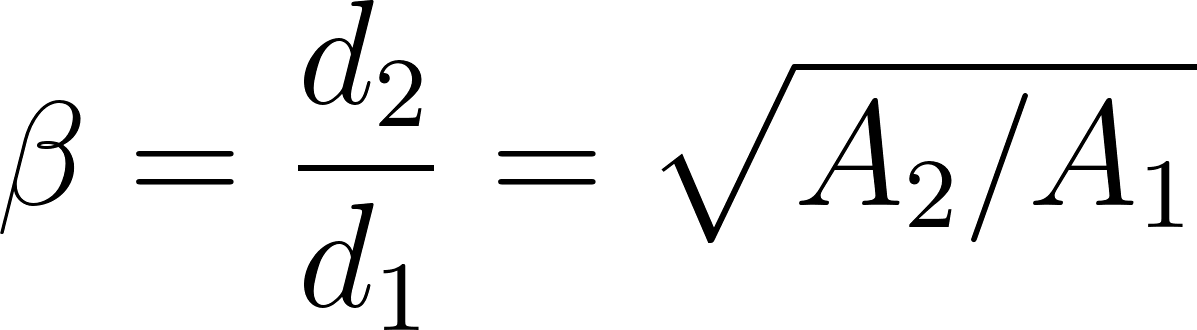 β = d₂/d₁ = √(A₂/A₁)